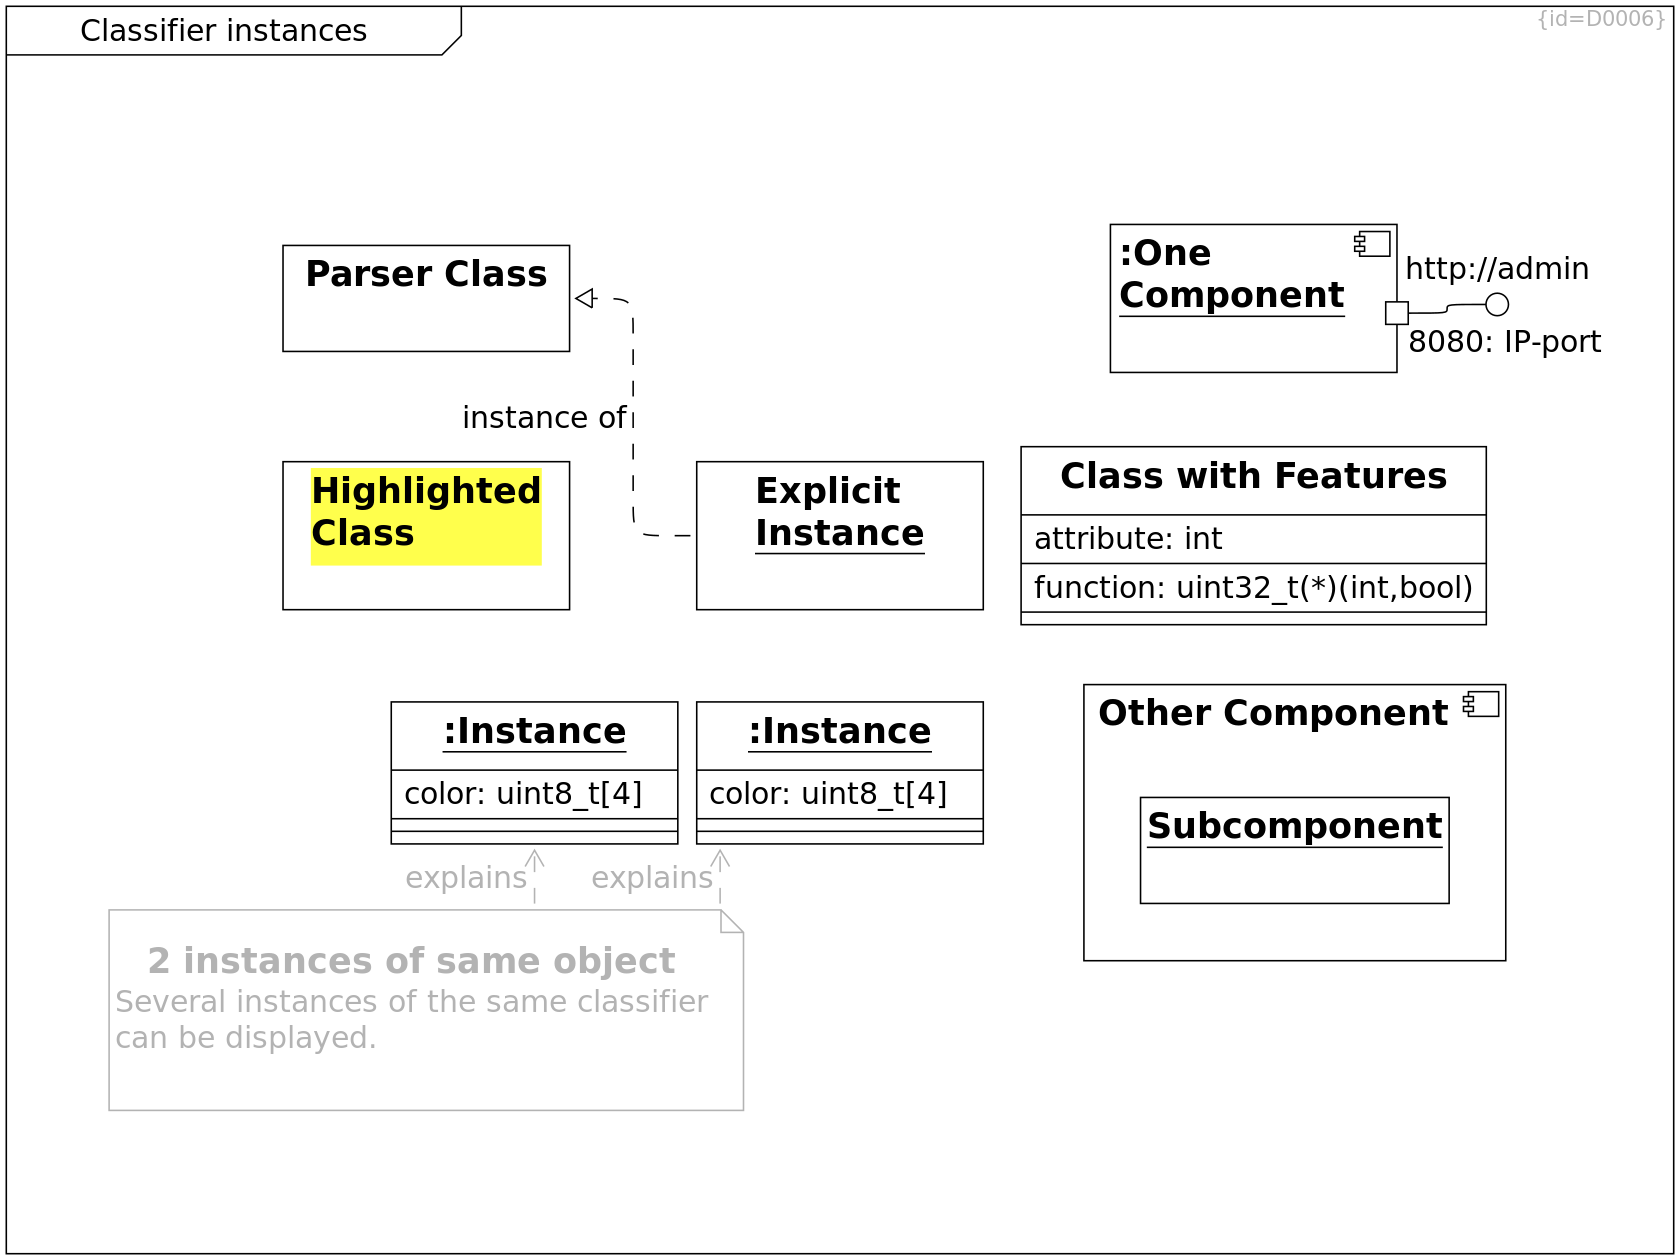 Classifier instances
{id=D0006}
Parser Class
:One
Component
http://admin
8080: IP-port
instance of
Highlighted
Class
Explicit
Instance
Class with Features
attribute: int
function: uint32_t(*)(int,bool)
:Instance
color: uint8_t[4]
:Instance
color: uint8_t[4]
Other Component
Subcomponent
explains
explains
2 instances of same object
Several instances of the same classifier
can be displayed.